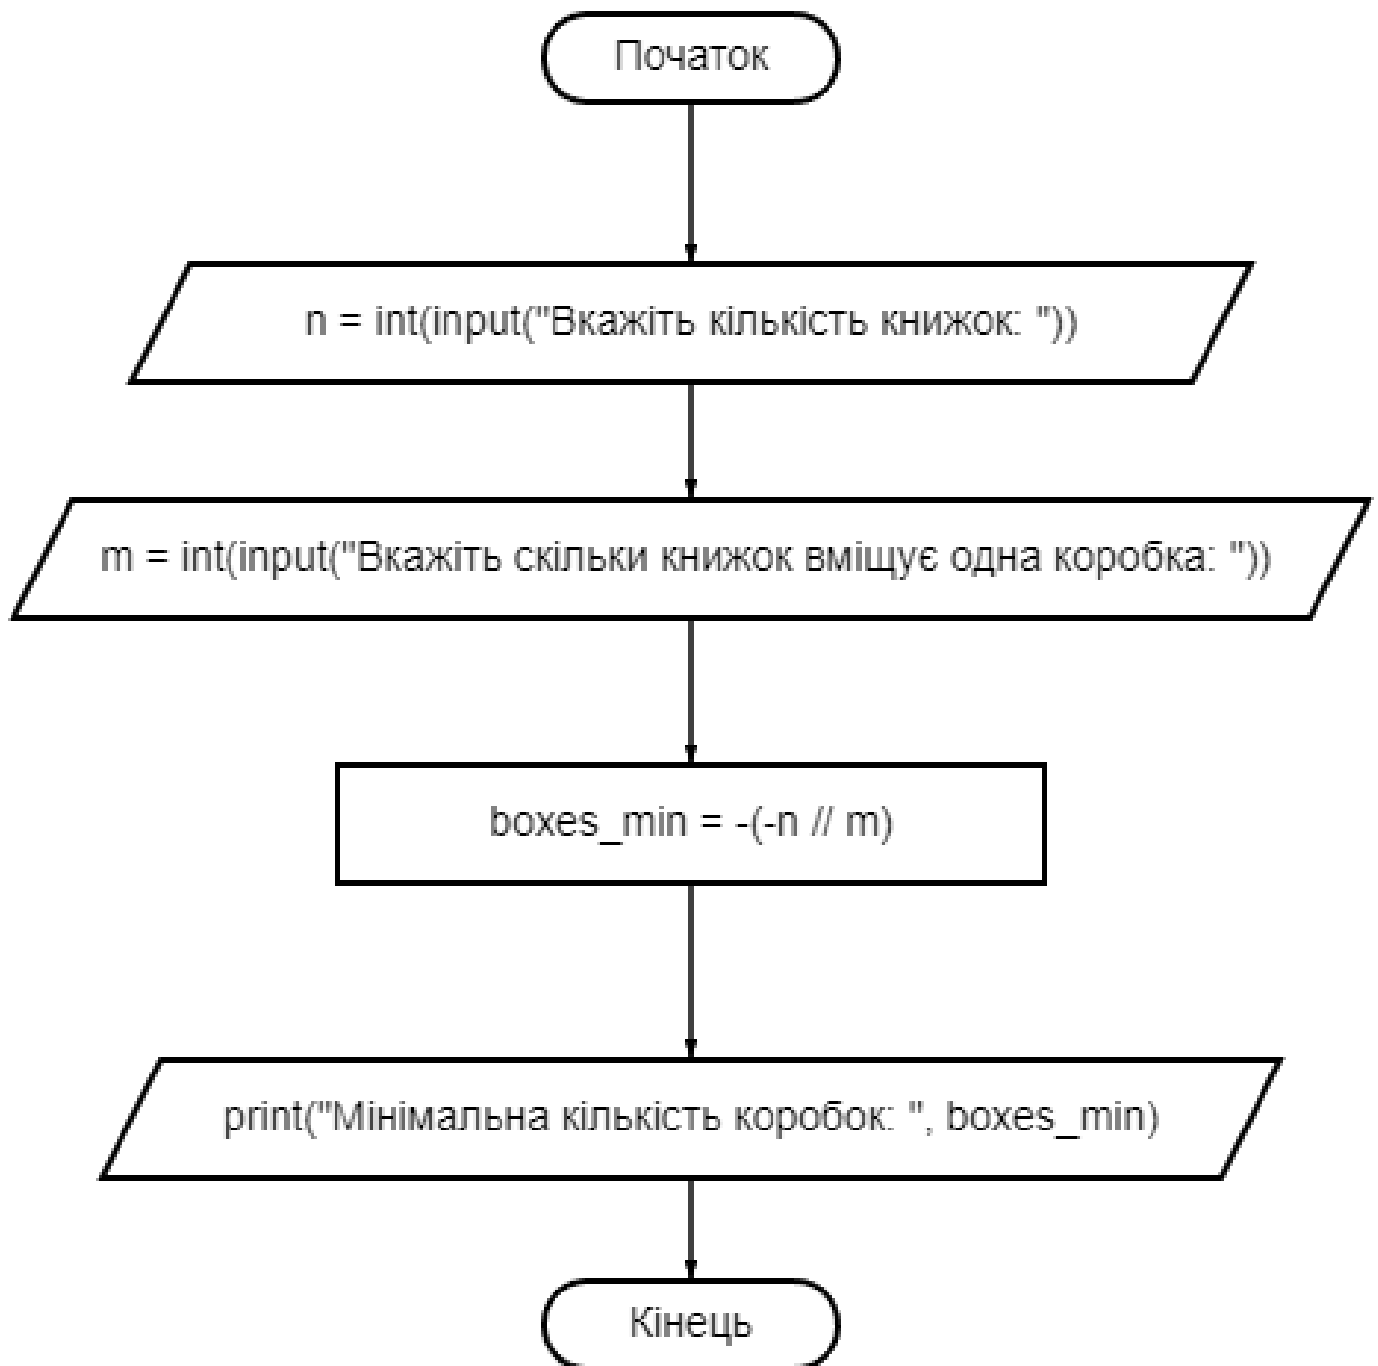 Початок
n = int(input("Вкажіть кількість книжок: "))
m = int(input("Вкажіть скільки книжок вміщує одна коробка: "))
boxes_min = -(-n // m)
print("Мінімальна кількість коробок: ", boxes_min)
Кінець